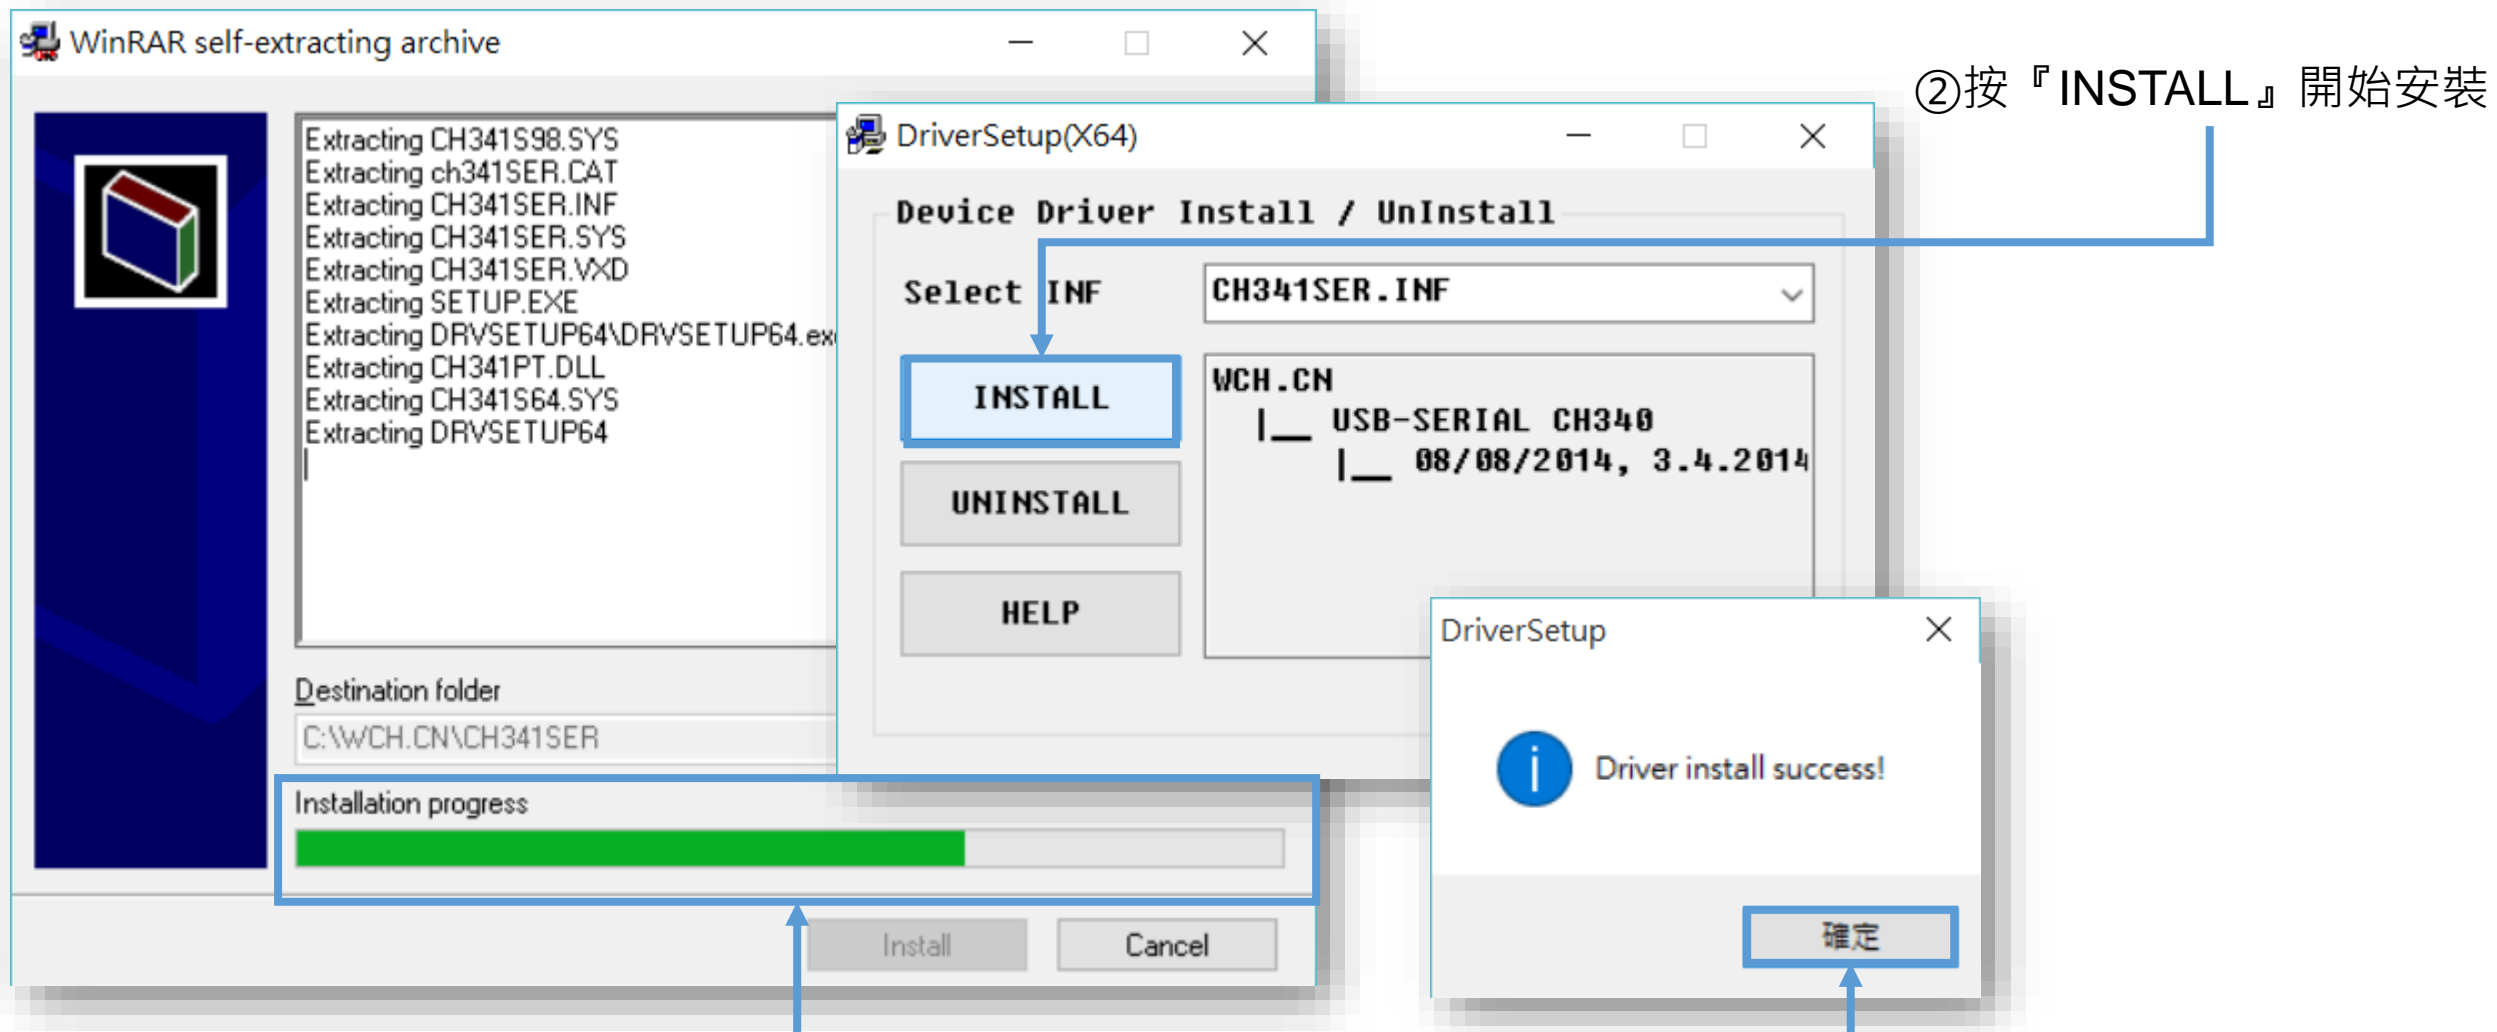 WinRAR self-extracting archive
Extracting CH341S98.SYS
Extracting ch341SER.CAT
Extracting CH341SER.INF
Extracting CH341SER.SYS
Extracting CH341SER.VXD
Extracting SETUP.EXE
Extracting DRVSETUP64\DRVSETUP64.exe
Extracting CH341PT.DLL
Extracting CH341S64.SYS
Extracting DRVSETUP64
Destination folder
C:\WCH.CN\CH341SER
Installation progress
Install
Cancel
②按『INSTALL』開始安裝
DriverSetup(X64)
Device Driver Install / UnInstall
Select INF
CH341SER.INF
INSTALL
UNINSTALL
HELP
WCH.CN
|__ USB-SERIAL CH340
|__ 08/08/2014, 3.4.2014
DriverSetup
Driver install success!
確定